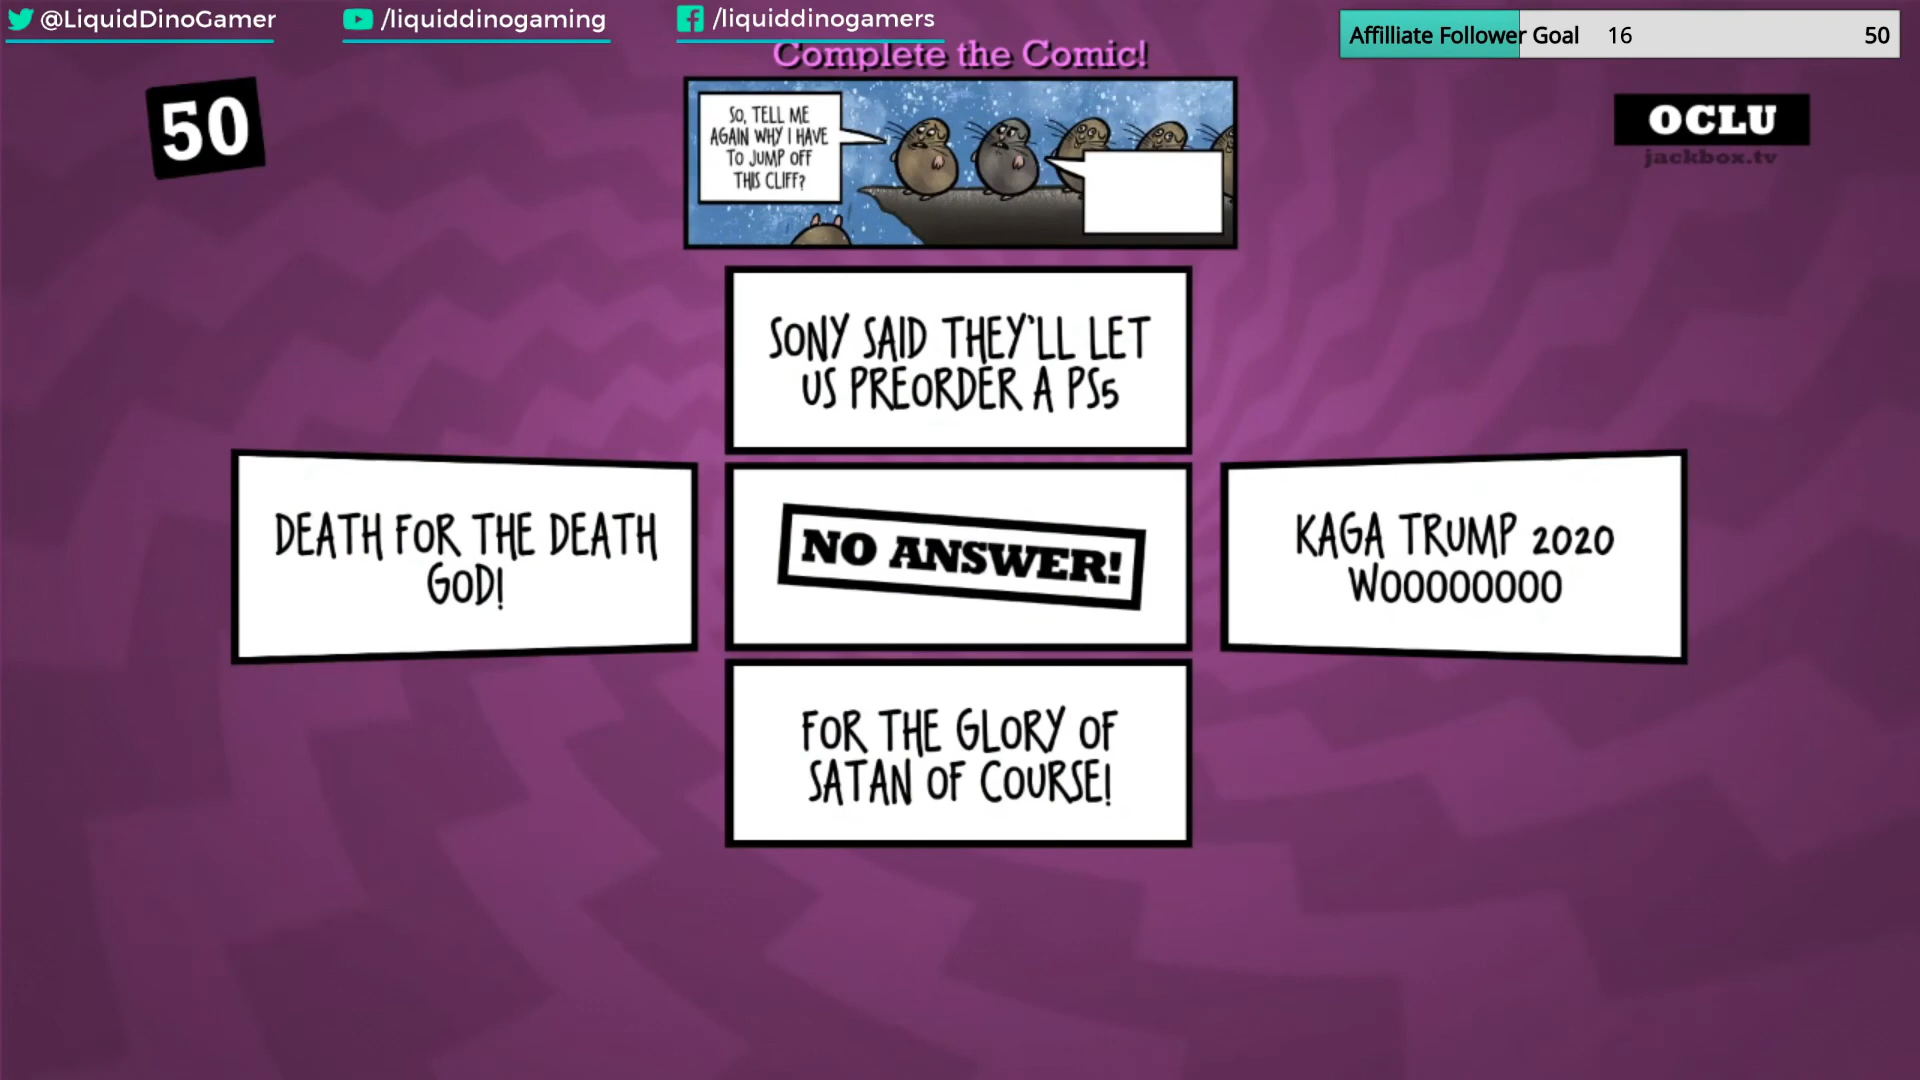 @LiquidDinoGamer
/liquiddinogaming
/liquiddinogamers
Affilliate Follower Goal 16 50
Complete the Comic!
50
OCLU
jackbox.tv
SO, TELL ME
AGAIN WHY I HAVE
TO JUMP OFF
THIS CLIFF?
SONY SAID THEY'LL LET
US PREORDER A PS5
DEATH FOR THE DEATH
GOD!
NO ANSWER!
KAGA TRUMP 2020
WOOOOOOOO
FOR THE GLORY OF
SATAN OF COURSE!